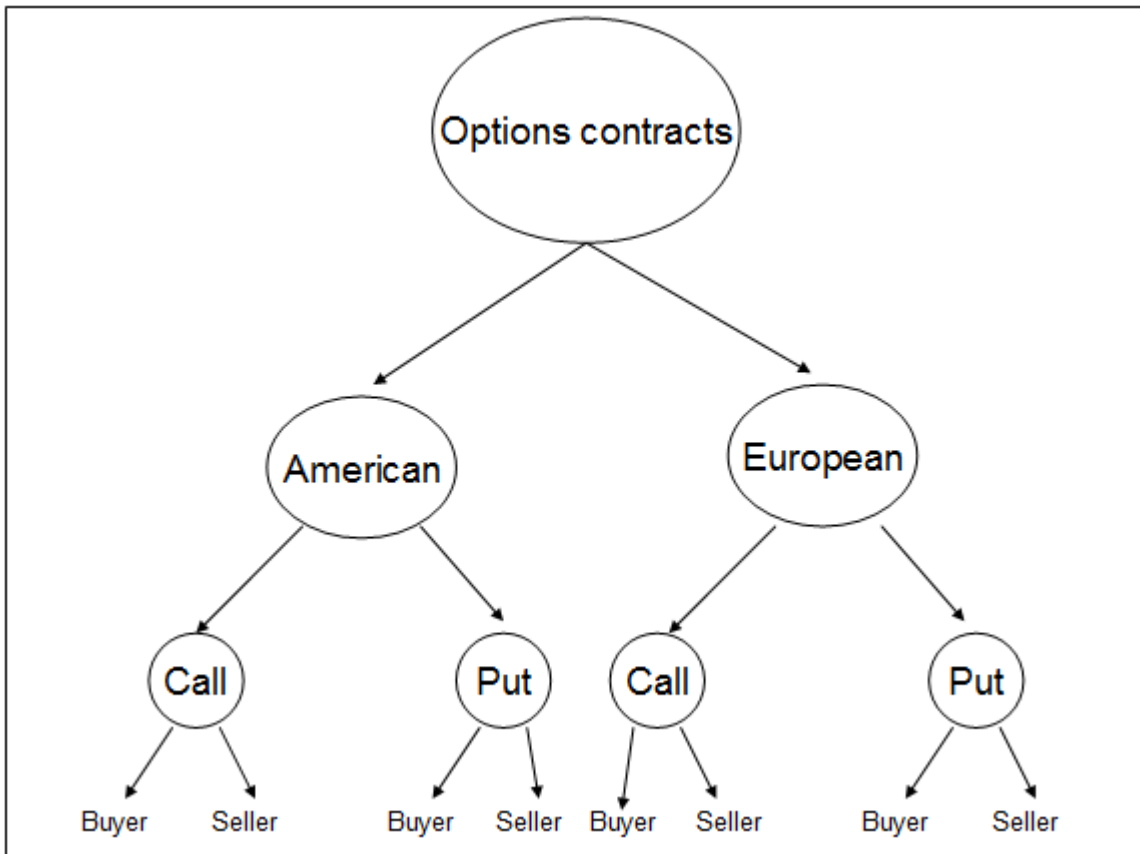 Options contracts
American
European
Call
Put
Call
Put
Buyer
Seller
Buyer
Seller
Buyer
Seller
Buyer
Seller